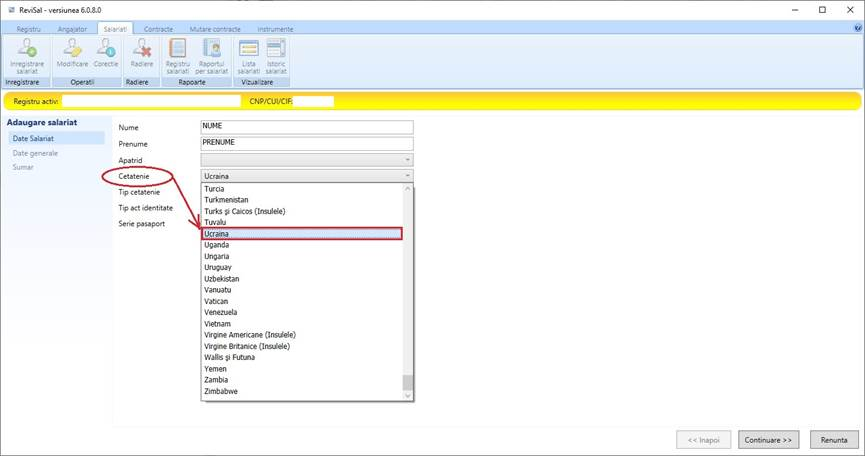 ReviSal - versiunea 6.0.8.0
Registru Angajator Salariati Contracte Mutare contracte Instrumente
Inregistrare salariat
Modificare
Corectie
Radiere
Registru salariati
Raportul per salariat
Lista salariati
Istoric salariat
Inregistrare Operatii Radiere Rapoarte Vizualizare
Registru activ: CNP/CUI/CIF:
Adaugare salariat
Date Salariat
Date generale
Sumar
Nume NUME
Prenume PRENUME
Apatrid
Cetatenie Ucraina
Tip cetatenie
Tip act identitate
Serie pasaport
Turcia
Turkmenistan
Turks şi Caicos (Insulele)
Tuvalu
Ucraina
Uganda
Ungaria
Uruguay
Uzbekistan
Vanuatu
Vatican
Venezuela
Vietnam
Virgine Americane (Insulele)
Virgine Britanice (Insulele)
Wallis şi Futuna
Yemen
Zambia
Zimbabwe
<< Inapoi Continuare >> Renunta